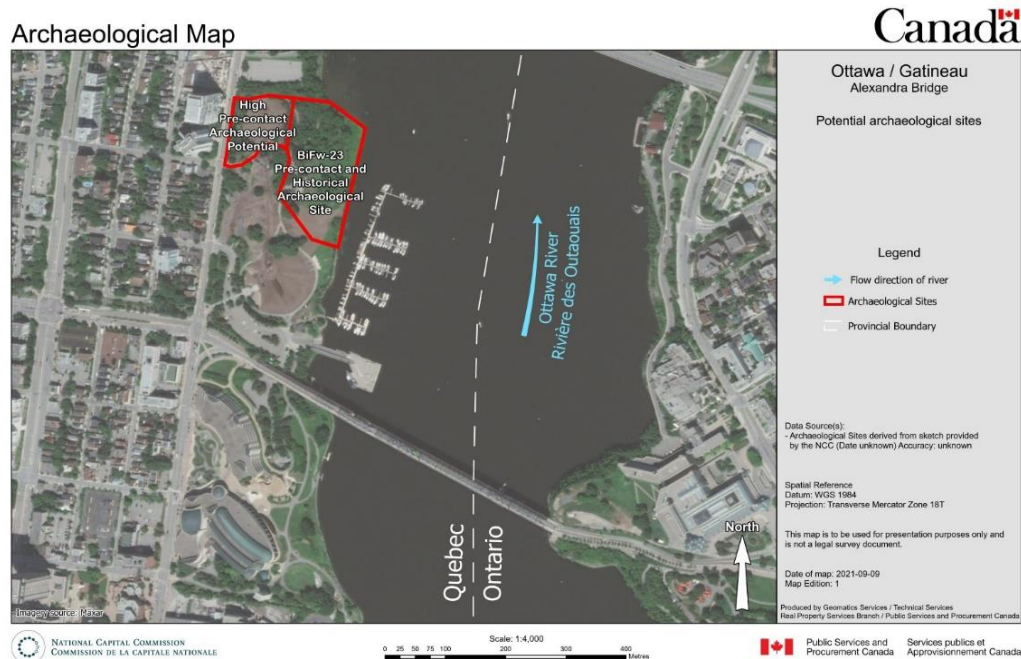 Archaeological Map
Canada
High
Pre-contact
Archaeological
Potential
BiFw-23
Pre-contact and
Historical
Archaeological
Site
Ottawa River
Rivière des Outaouais
Quebec
Ontario
North
Imagery source: Maxar
Ottawa / Gatineau
Alexandra Bridge
Potential archaeological sites
Legend
Flow direction of river
Archaeological Sites
Provincial Boundary
Data Source(s):
- Archaeological Sites derived from sketch provided
by the NCC (Date unknown) Accuracy: unknown
Spatial Reference
Datum: WGS 1984
Projection: Transverse Mercator Zone 18T
This map is to be used for presentation purposes only and
is not a legal survey document.
Date of map: 2021-09-09
Map Edition: 1
Produced by Geomatics Services / Technical Services
Real Property Services Branch / Public Services and Procurement Canada
NATIONAL CAPITAL COMMISSION
COMMISSION DE LA CAPITALE NATIONALE
Scale: 1:4,000
0 25 50 75 100 200 300 400
Metres
Public Services and
Procurement Canada
Services publics et
Approvisionnement Canada